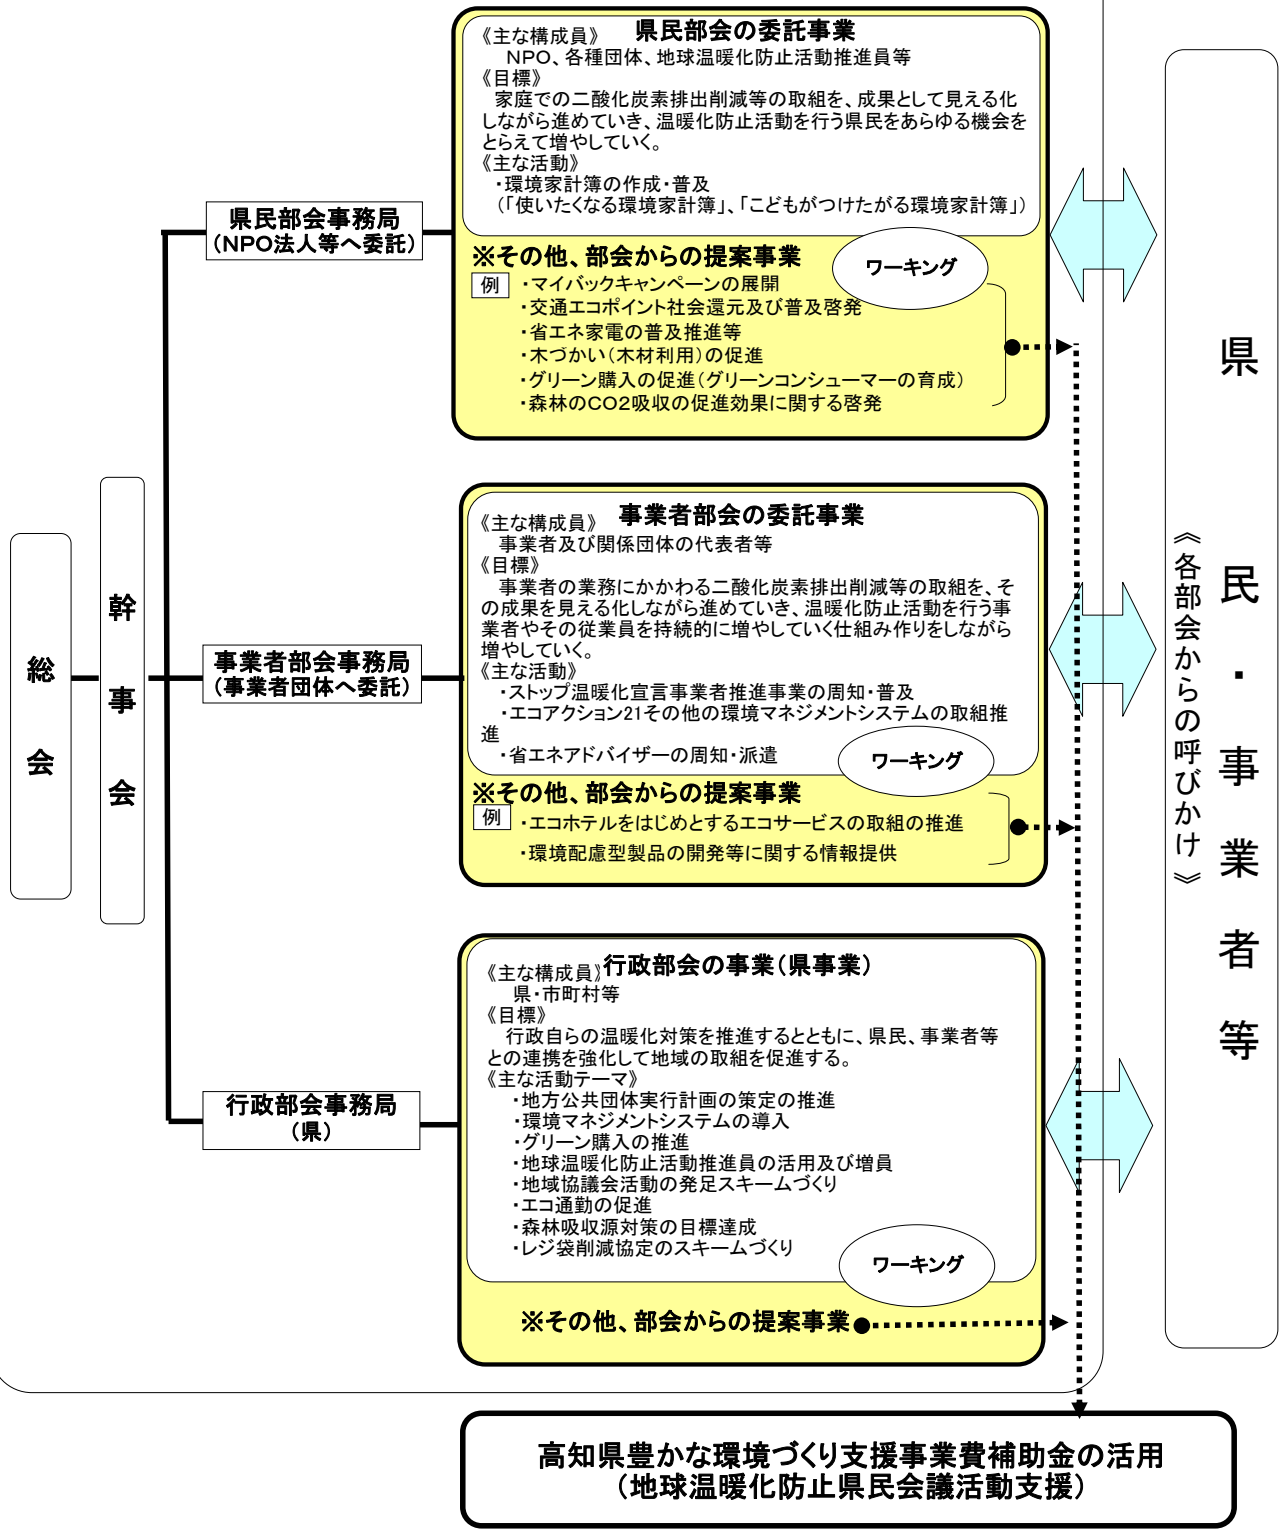 総会
幹事会
県民部会事務局
(NPO法人等へ委託)
県民部会の委託事業
《主な構成員》
NPO、各種団体、地球温暖化防止活動推進員等
《目標》
家庭での二酸化炭素排出削減等の取組を、成果として見える化
しながら進めていき、温暖化防止活動を行う県民をあらゆる機会を
とらえて増やしていく。
《主な活動》
・環境家計簿の作成・普及
(「使いたくなる環境家計簿」、「こどもがつけたがる環境家計簿」)
ワーキング
※その他、部会からの提案事業
例
・マイバックキャンペーンの展開
・交通エコポイント社会還元及び普及啓発
・省エネ家電の普及推進等
・木づかい(木材利用)の促進
・グリーン購入の促進(グリーンコンシューマーの育成)
・森林のCO2吸収の促進効果に関する啓発
事業者部会事務局
(事業者団体へ委託)
事業者部会の委託事業
《主な構成員》
事業者及び関係団体の代表者等
《目標》
事業者の業務にかかわる二酸化炭素排出削減等の取組を、そ
の成果を見える化しながら進めていき、温暖化防止活動を行う事
業者やその従業員を持続的に増やしていく仕組み作りをしながら
増やしていく。
《主な活動》
・ストップ温暖化宣言事業者推進事業の周知・普及
・エコアクション21その他の環境マネジメントシステムの取組推
進
・省エネアドバイザーの周知・派遣
ワーキング
※その他、部会からの提案事業
例
・エコホテルをはじめとするエコサービスの取組の推進
・環境配慮型製品の開発等に関する情報提供
行政部会事務局
(県)
行政部会の事業(県事業)
《主な構成員》
県・市町村等
《目標》
行政自らの温暖化対策を推進するとともに、県民、事業者等
との連携を強化して地域の取組を促進する。
《主な活動テーマ》
・地方公共団体実行計画の策定の推進
・環境マネジメントシステムの導入
・グリーン購入の推進
・地球温暖化防止活動推進員の活用及び増員
・地域協議会活動の発足スキームづくり
・エコ通勤の促進
・森林吸収源対策の目標達成
・レジ袋削減協定のスキームづくり
ワーキング
※その他、部会からの提案事業
県民・事業者等
《各部会からの呼びかけ》
高知県豊かな環境づくり支援事業費補助金の活用
(地球温暖化防止県民会議活動支援)